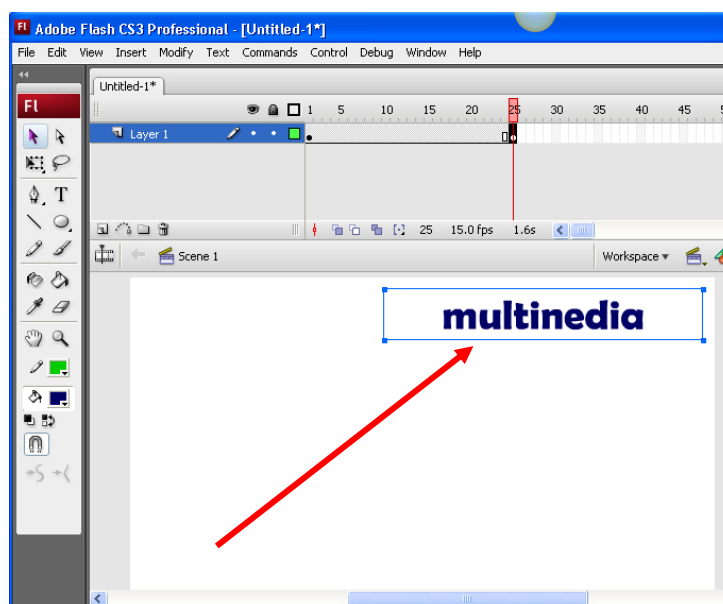 Fl Adobe Flash CS3 Professional - [Untitled-1*]
File Edit View Insert Modify Text Commands Control Debug Window Help
Untitled-1*
Fl
1 5 10 15 20 25 30 35 40 45
Layer 1
T
25 15.0 fps 1.6s
Scene 1
Workspace
multinedia